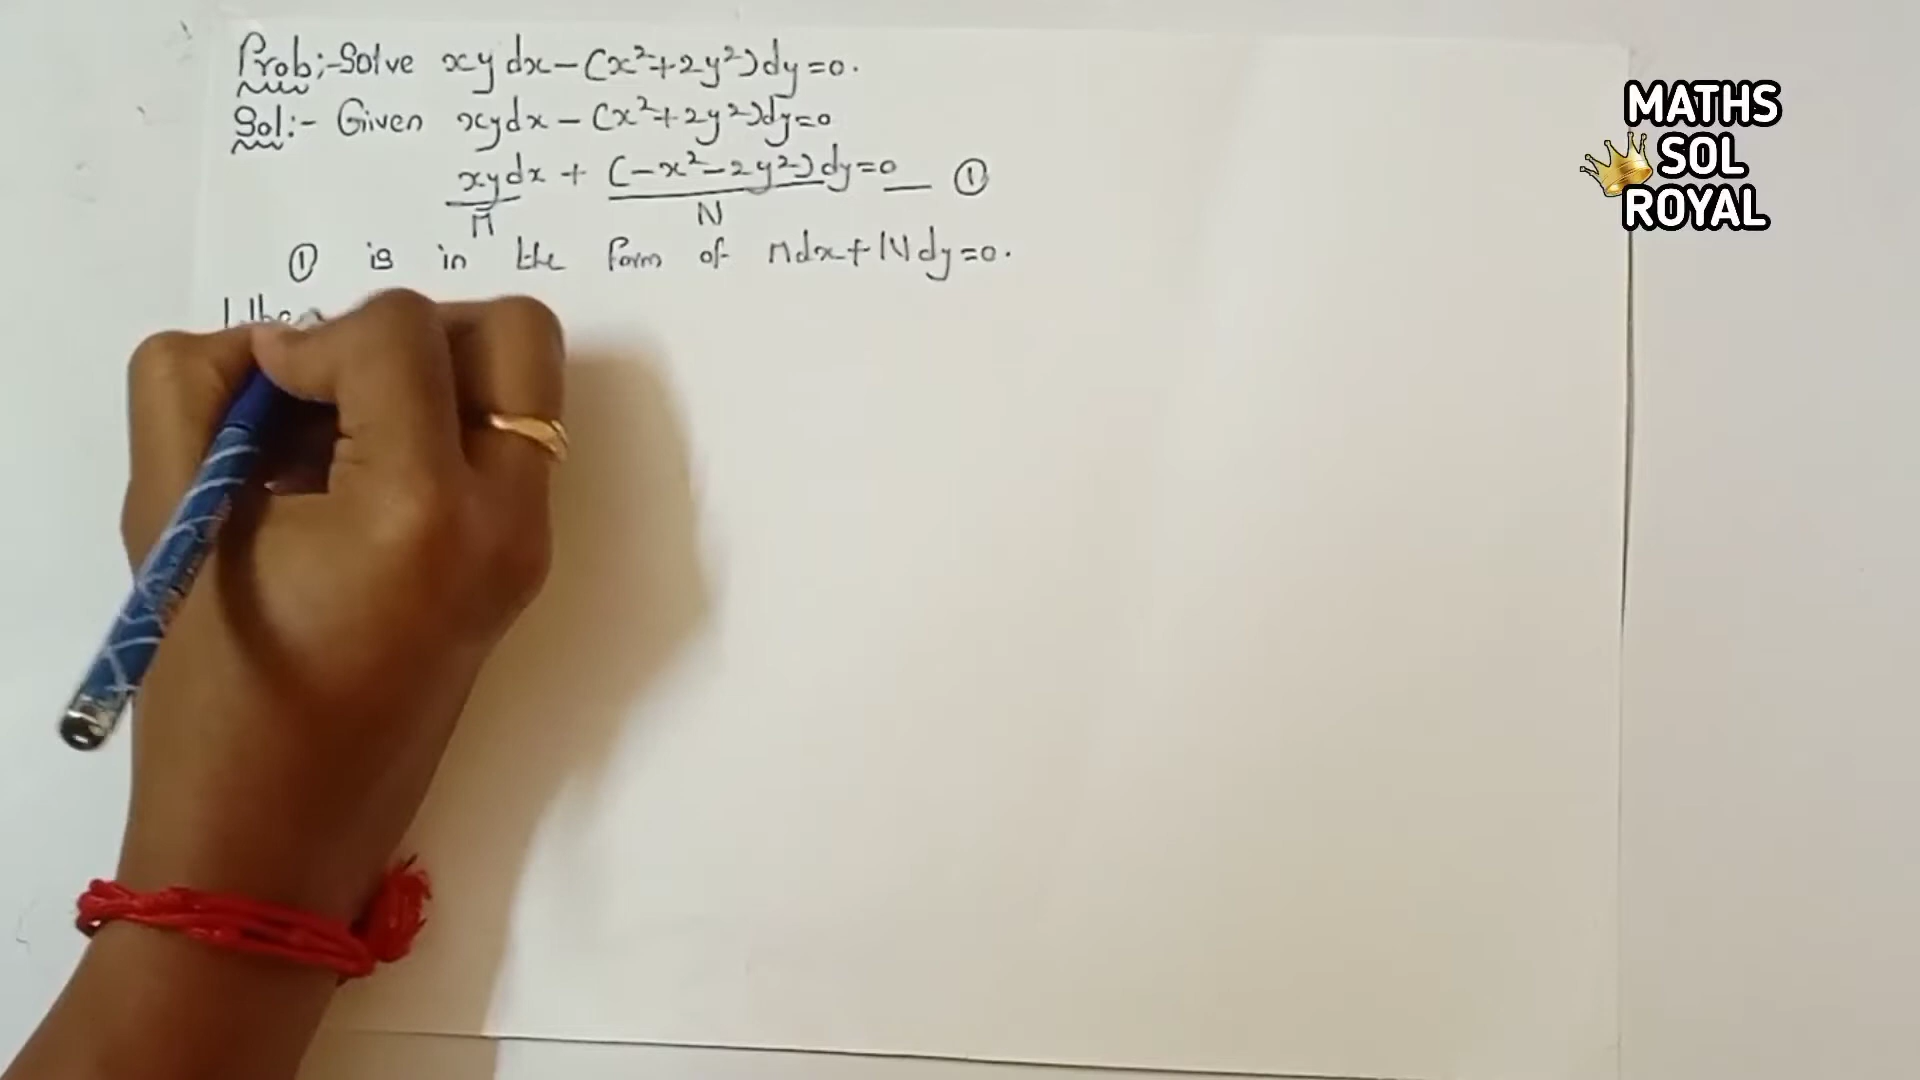 Prob:- Solve xy dx - (x²+2y²) dy = 0.
Sol:- Given xy dx - (x²+2y²) dy = 0
xy dx + (-x²-2y²) dy = 0 — ①
M N
① is in the form of Mdx + Ndy = 0.
MATHS
SOL
ROYAL